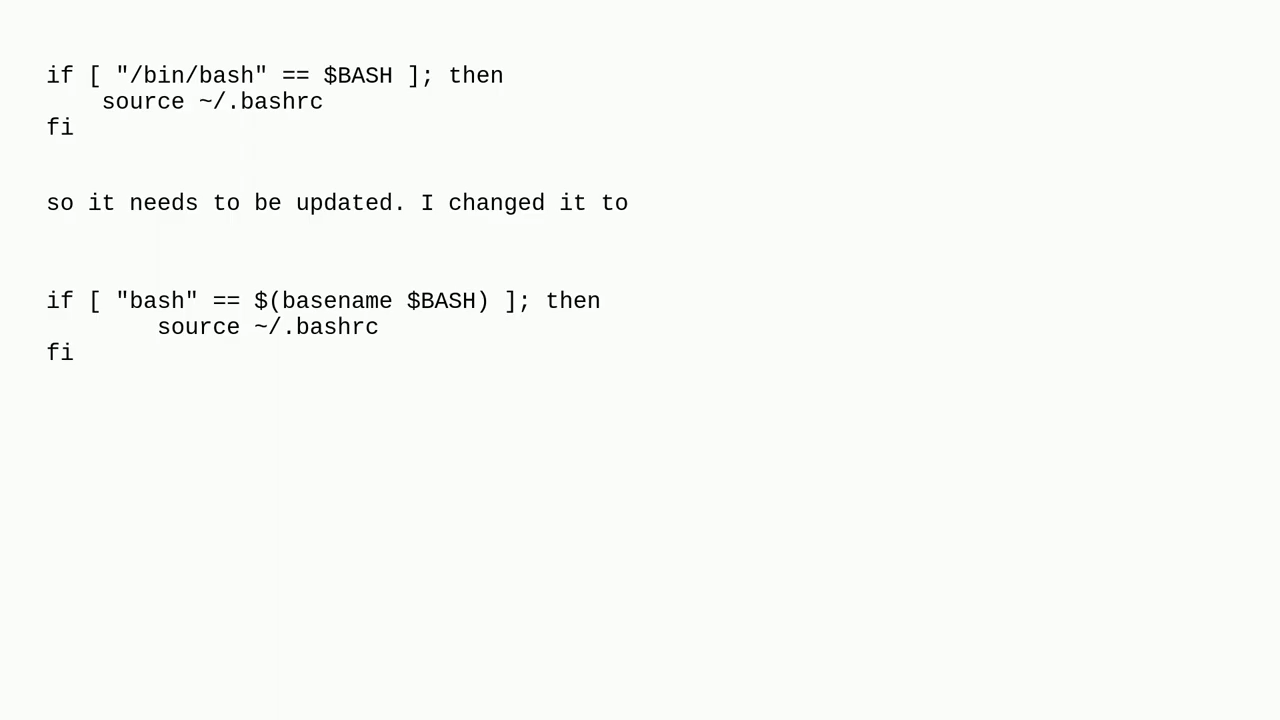 if [ "/bin/bash" == $BASH ]; then
    source ~/.bashrc
fi
so it needs to be updated. I changed it to
if [ "bash" == $(basename $BASH) ]; then
        source ~/.bashrc
fi